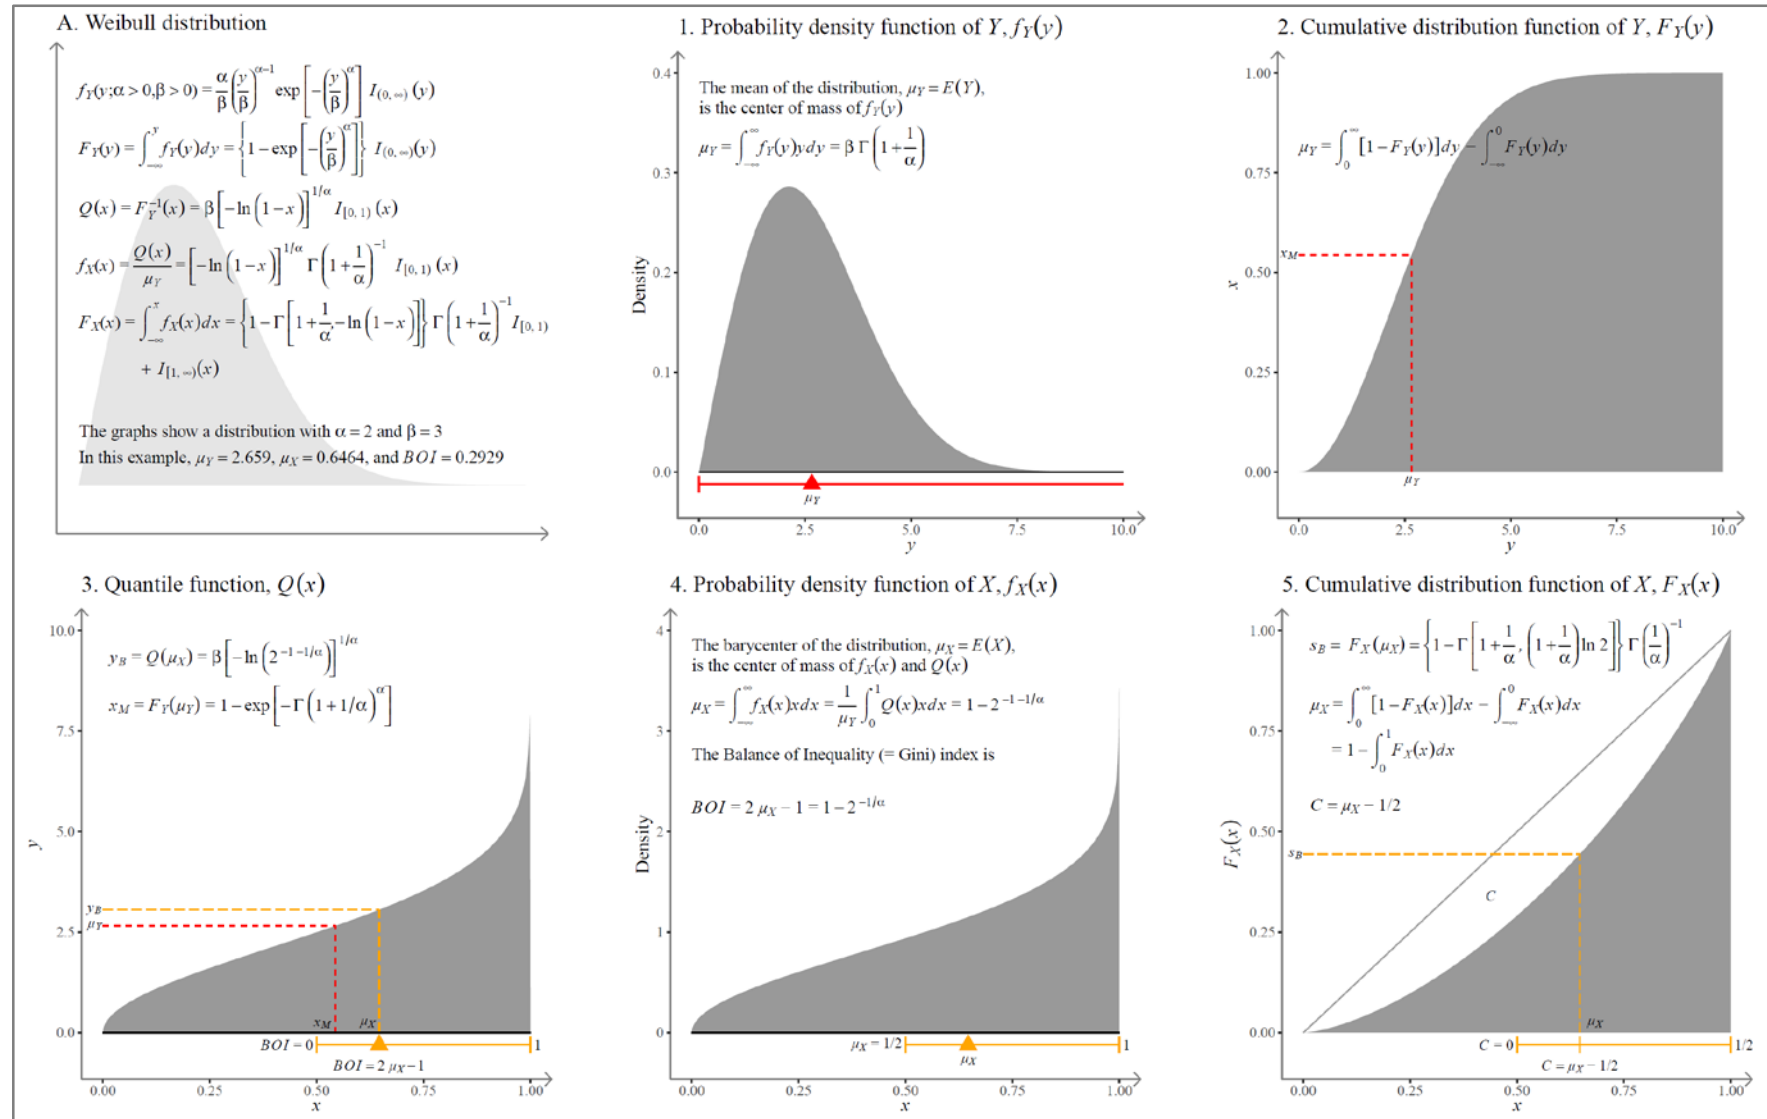 A. Weibull distribution
f_Y(y;α > 0,β > 0) = α/β (y/β)^(α−1) exp[−(y/β)^α] I_(0,∞)(y)
F_Y(y) = ∫_−∞^y f_Y(y)dy = {1 − exp[−(y/β)^α]} I_(0,∞)(y)
Q(x) = F_Y^−1(x) = β[−ln(1−x)]^1/α I_[0,1)(x)
f_X(x) = Q(x)/μ_Y = [−ln(1−x)]^1/α Γ(1+1/α)^−1 I_[0,1)(x)
F_X(x) = ∫_−∞^x f_X(x)dx = {1−Γ[1+1/α,−ln(1−x)]} Γ(1+1/α)^−1 I_[0,1)
+ I_[1,∞)(x)
The graphs show a distribution with α = 2 and β = 3
In this example, μ_Y = 2.659, μ_X = 0.6464, and BOI = 0.2929
1. Probability density function of Y, f_Y(y)
The mean of the distribution, μ_Y = E(Y),
is the center of mass of f_Y(y)
μ_Y = ∫_−∞^∞ f_Y(y)ydy = β Γ(1+1/α)
0.4
0.3
0.2
0.1
0.0
Density
μ_Y
0.0 2.5 5.0 7.5 10.0
y
2. Cumulative distribution function of Y, F_Y(y)
μ_Y = ∫_0^∞ [1−F_Y(y)]dy − ∫_−∞^0 F_Y(y)dy
1.00
0.75
x_M
0.50
0.25
0.00
x
μ_Y
0.0 2.5 5.0 7.5 10.0
y
3. Quantile function, Q(x)
y_B = Q(μ_X) = β[−ln(2^−1−1/α)]^1/α
x_M = F_Y(μ_Y) = 1−exp[−Γ(1+1/α)^α]
10.0
7.5
5.0
y_B
μ_Y
2.5
0.0
y
x_M μ_X
BOI = 0 1
BOI = 2 μ_X−1
0.00 0.25 0.50 0.75 1.00
x
4. Probability density function of X, f_X(x)
The barycenter of the distribution, μ_X = E(X),
is the center of mass of f_X(x) and Q(x)
μ_X = ∫_−∞^∞ f_X(x)xdx = 1/μ_Y ∫_0^1 Q(x)xdx = 1−2^−1−1/α
The Balance of Inequality (= Gini) index is
BOI = 2 μ_X − 1 = 1−2^−1/α
4
3
2
1
0
Density
μ_X = 1/2 1
μ_X
0.00 0.25 0.50 0.75 1.00
x
5. Cumulative distribution function of X, F_X(x)
s_B = F_X(μ_X) = {1−Γ[1+1/α, (1+1/α)ln 2]} Γ(1/α)^−1
μ_X = ∫_0^∞ [1−F_X(x)]dx − ∫_−∞^0 F_X(x)dx
= 1−∫_0^1 F_X(x)dx
C = μ_X − 1/2
1.00
0.75
0.50
s_B
0.25
0.00
F_X(x)
C
μ_X
C = 0 1/2
C = μ_X − 1/2
0.00 0.25 0.50 0.75 1.00
x